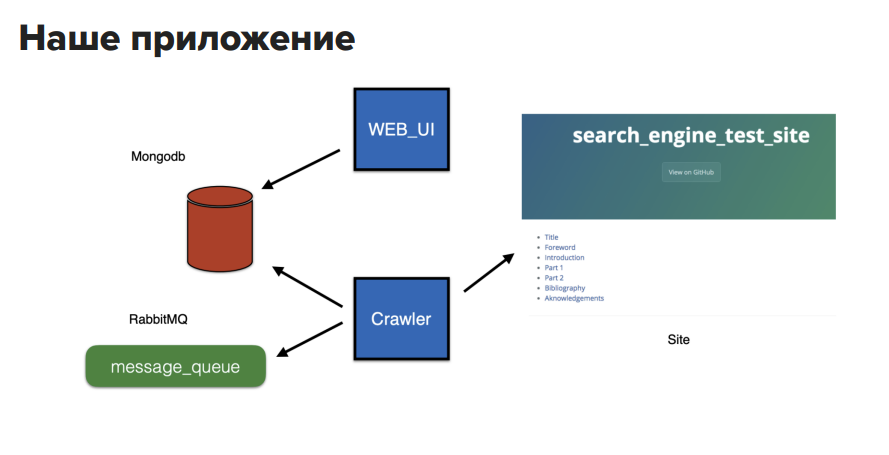 Наше приложение
WEB_UI
Mongodb
search_engine_test_site
View on GitHub
Title
Foreword
Introduction
Part 1
Part 2
Bibliography
Aknowledgements
RabbitMQ
Crawler
message_queue
Site